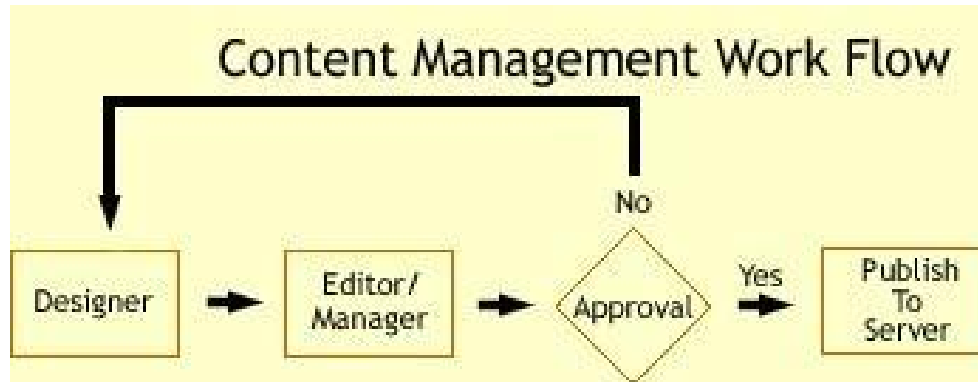 Content Management Work Flow
No
Designer
Editor/
Manager
Approval
Yes
Publish
To
Server